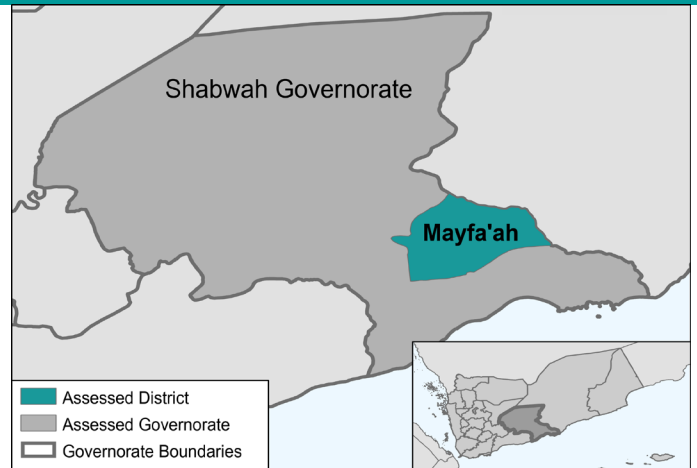 Shabwah Governorate
Mayfa'ah
Assessed District
Assessed Governorate
Governorate Boundaries